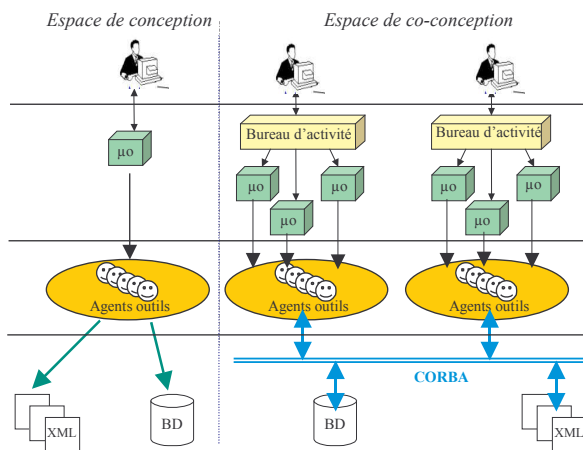 Espace de conception Espace de co-conception
Bureau d'activité Bureau d'activité
µo µo µo µo µo
µo µo
Agents outils Agents outils Agents outils
CORBA
XML BD BD XML